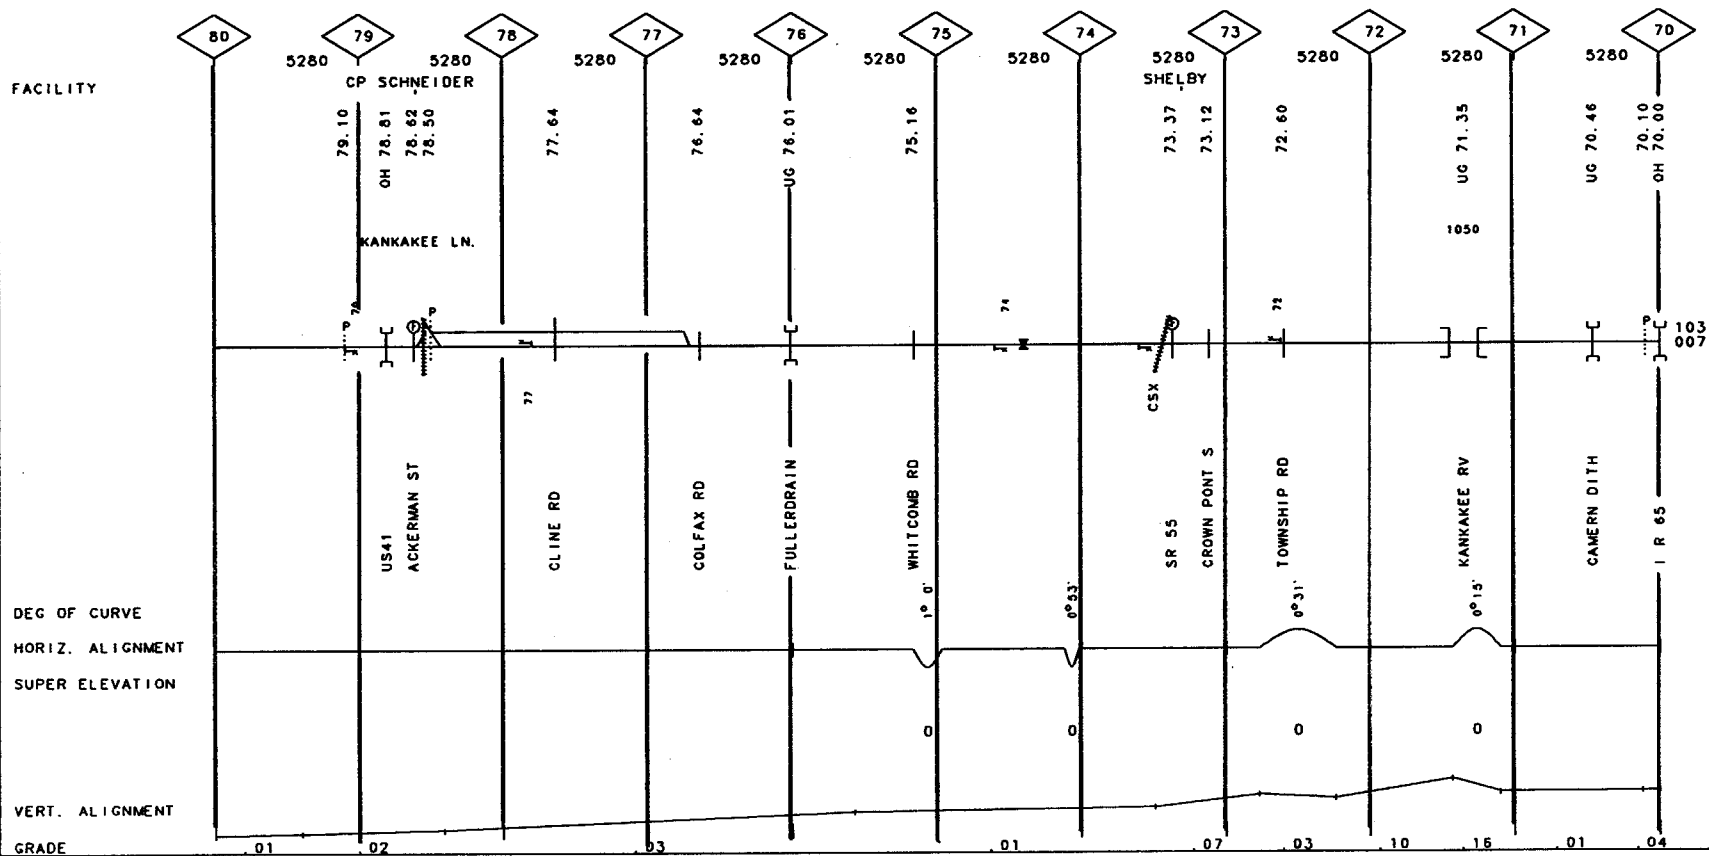 80 79 78 77 76 75 74 73 72 71 70
5280 5280 5280 5280 5280 5280 5280 5280 5280 5280
FACILITY
CP SCHNEIDER
SHELBY
79.10
OH 78.81
78.62
78.50
77.64
76.64
UG 76.01
75.16
73.37
73.12
72.60
UG 71.35
UG 70.46
70.10
OH 70.00
KANKAKEE LN.
1050
P
P
74
72
P
103
007
77
CSX
US41
ACKERMAN ST
CLINE RD
COLFAX RD
FULLERDRAIN
WHITCOMB RD
SR 55
CROWN PONT S
TOWNSHIP RD
KANKAKEE RV
CAMERN DITH
I R 65
DEG OF CURVE
1° 0'
0°53'
0°31'
0°15'
HORIZ. ALIGNMENT
SUPER ELEVATION
0 0 0 0
VERT. ALIGNMENT
GRADE
.01 .02 .03 .01 .07 .03 .10 .16 .01 .04